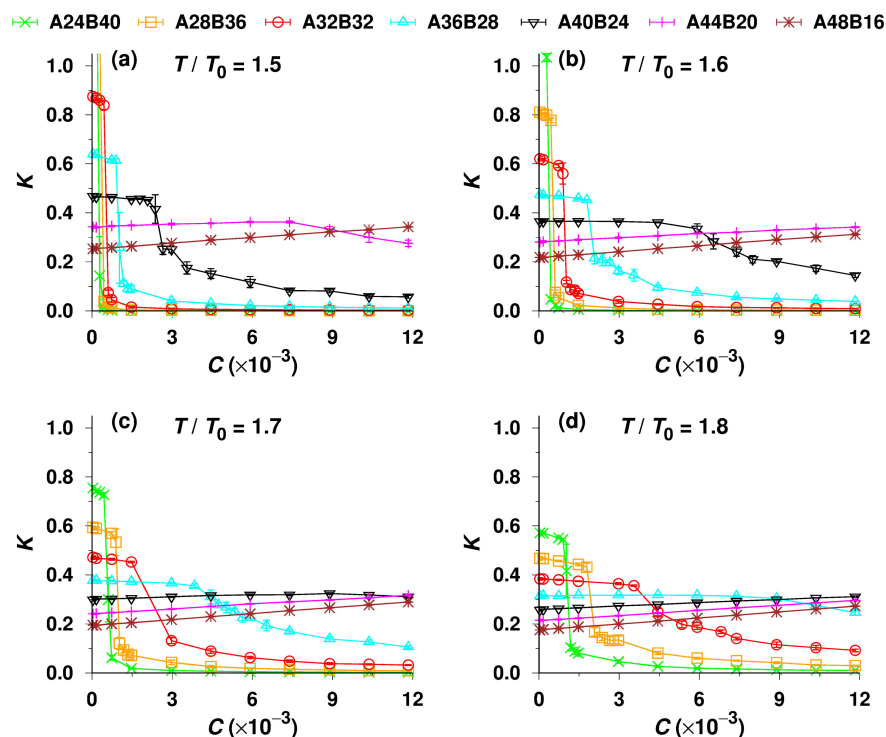 A24B40 A28B36 A32B32 A36B28 A40B24 A44B20 A48B16
(a) T / T0 = 1.5
1.0
0.8
0.6
0.4
0.2
0.0
K
0 3 6 9 12
C (×10−3)
(b) T / T0 = 1.6
1.0
0.8
0.6
0.4
0.2
0.0
K
0 3 6 9 12
C (×10−3)
(c) T / T0 = 1.7
1.0
0.8
0.6
0.4
0.2
0.0
K
0 3 6 9 12
C (×10−3)
(d) T / T0 = 1.8
1.0
0.8
0.6
0.4
0.2
0.0
K
0 3 6 9 12
C (×10−3)